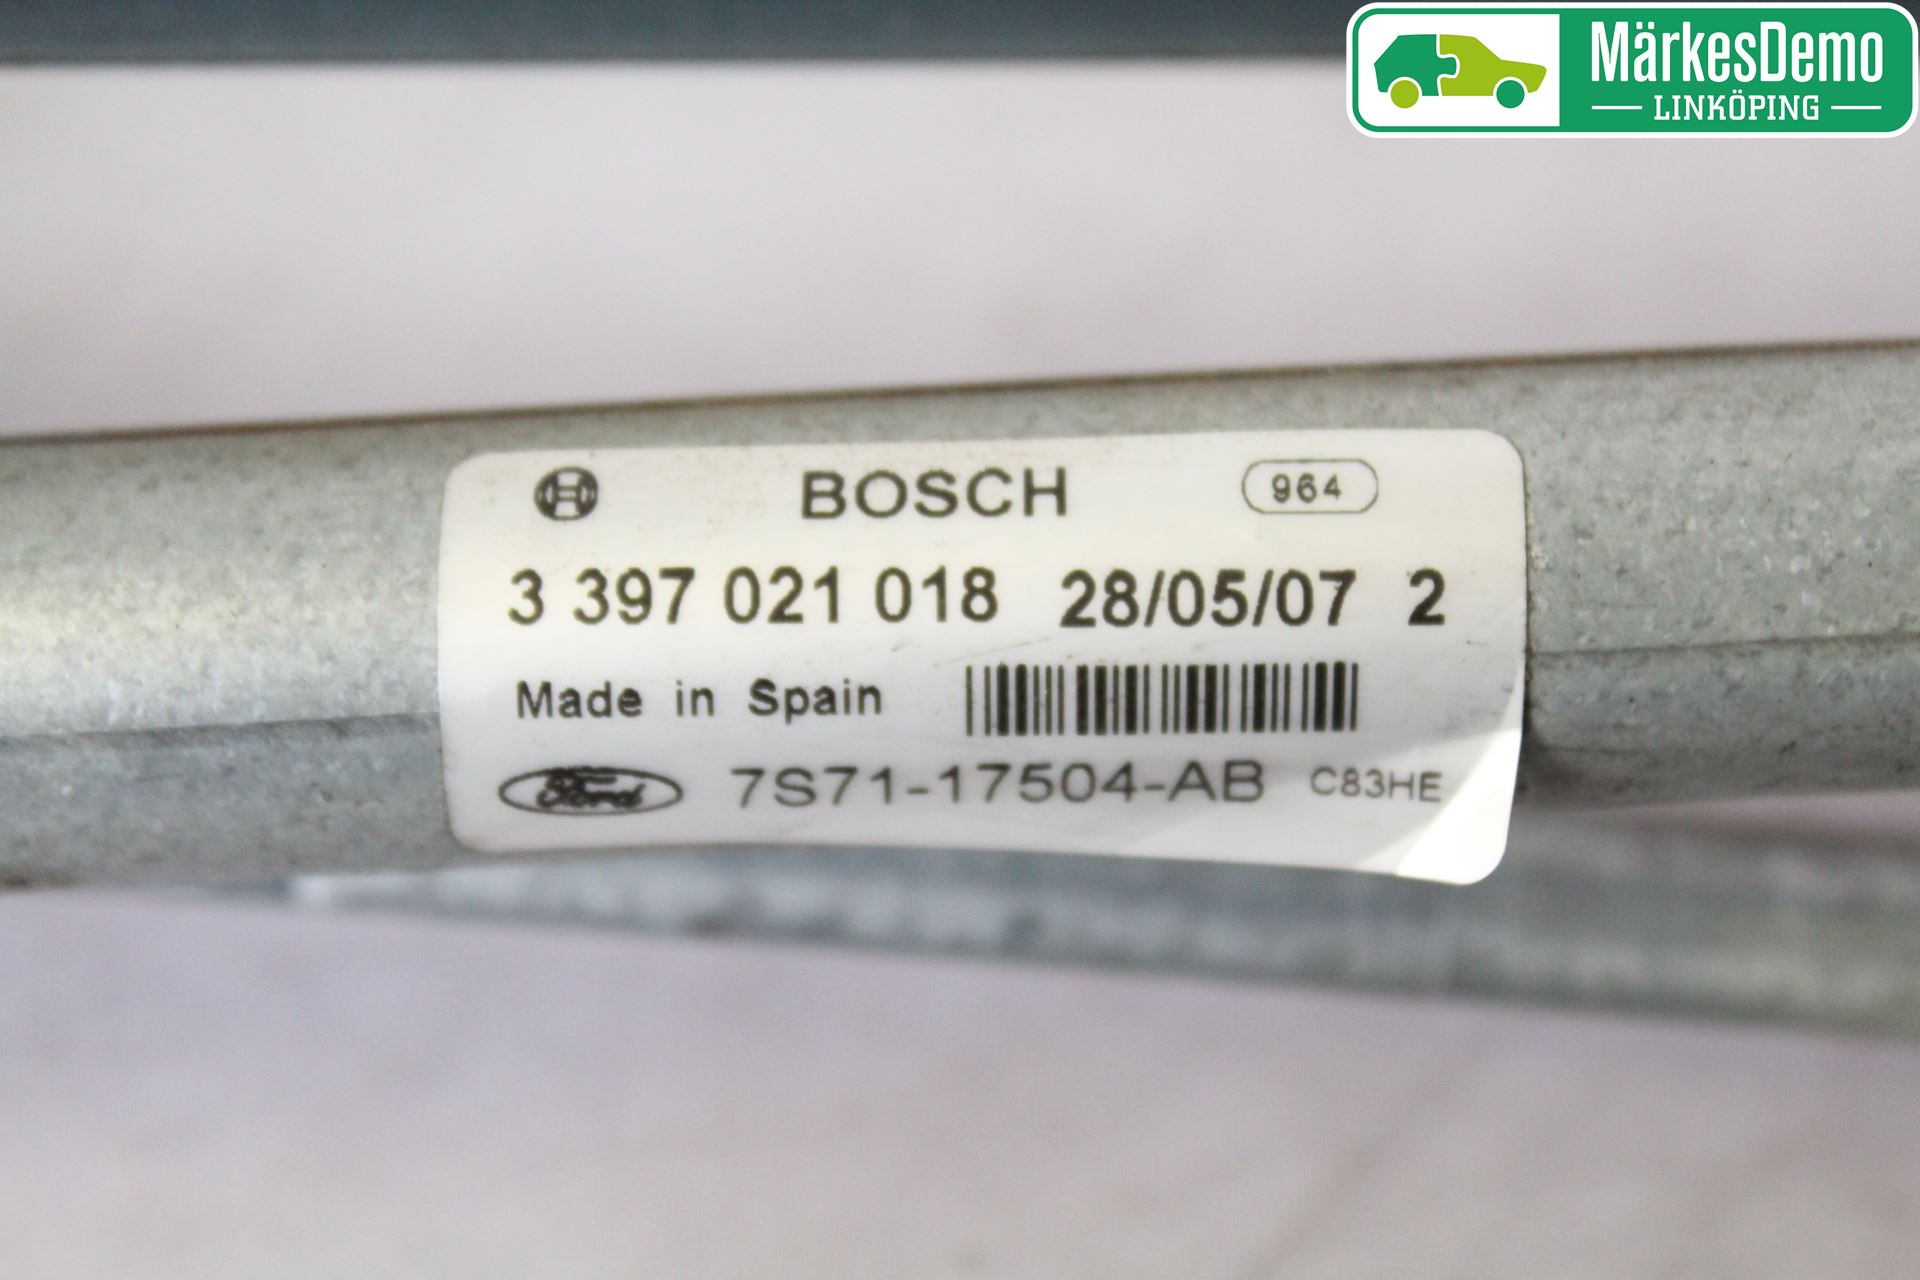 MärkesDemo
LINKÖPING
BOSCH 964
3 397 021 018 28/05/07 2
Made in Spain
Ford 7S71-17504-AB C83HE